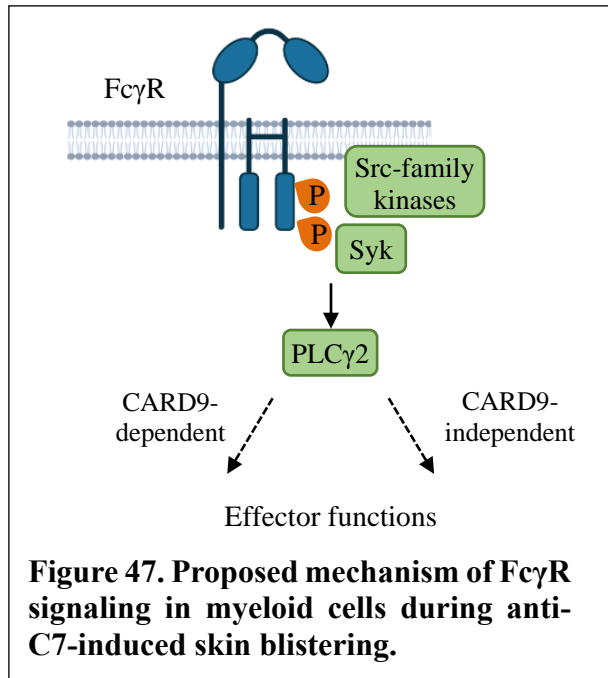 FcγR
Src-family
kinases
P
P
Syk
PLCγ2
CARD9-
dependent
CARD9-
independent
Effector functions
Figure 47. Proposed mechanism of FcγR
signaling in myeloid cells during anti-
C7-induced skin blistering.